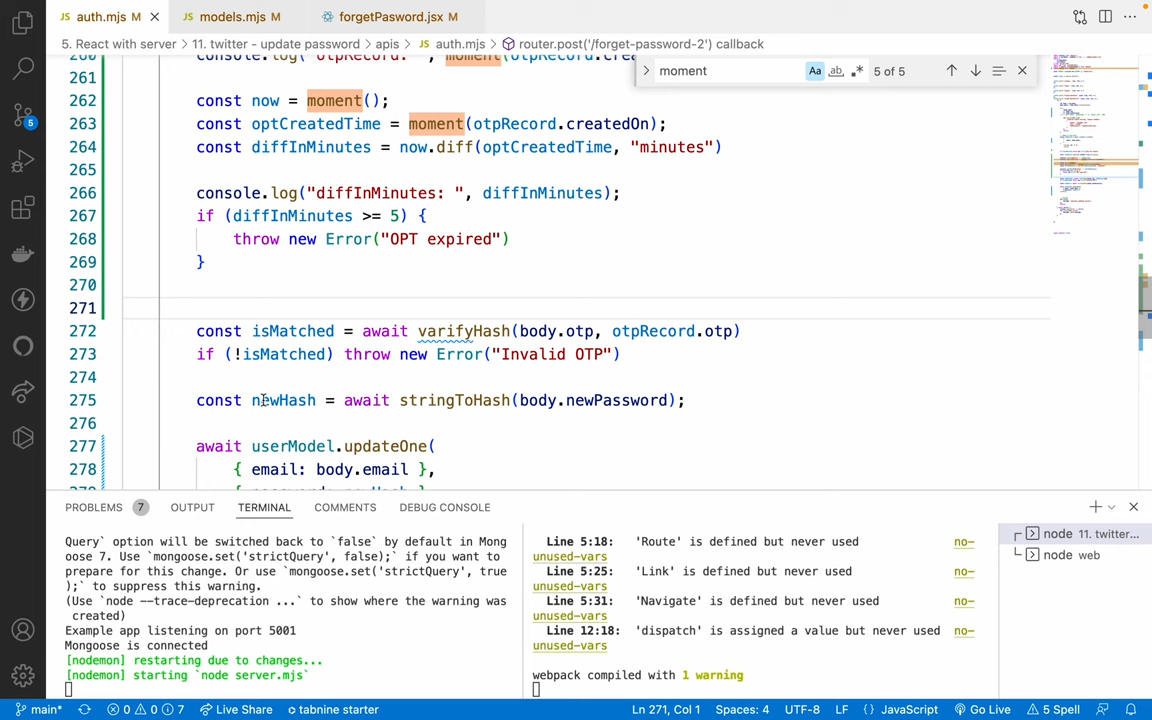 auth.mjs M
models.mjs M
forgetPasword.jsx M
5. React with server > 11. twitter - update password > apis > auth.mjs > router.post('/forget-password-2') callback
moment
Aa
ab
5 of 5
261
262 const now = moment();
263 const optCreatedTime = moment(otpRecord.createdOn);
264 const diffInMinutes = now.diff(optCreatedTime, "minutes")
265
266 console.log("diffInMinutes: ", diffInMinutes);
267 if (diffInMinutes >= 5) {
268 throw new Error("OPT expired")
269 }
270
271
272 const isMatched = await varifyHash(body.otp, otpRecord.otp)
273 if (!isMatched) throw new Error("Invalid OTP")
274
275 const newHash = await stringToHash(body.newPassword);
276
277 await userModel.updateOne(
278 { email: body.email },
PROBLEMS 7 OUTPUT TERMINAL COMMENTS DEBUG CONSOLE
Query` option will be switched back to `false` by default in Mong
oose 7. Use `mongoose.set('strictQuery', false);` if you want to
prepare for this change. Or use `mongoose.set('strictQuery', true
);` to suppress this warning.
(Use `node --trace-deprecation ...` to show where the warning was
created)
Example app listening on port 5001
Mongoose is connected
[nodemon] restarting due to changes...
[nodemon] starting `node server.mjs`
Line 5:18: 'Route' is defined but never used no-
unused-vars
Line 5:25: 'Link' is defined but never used no-
unused-vars
Line 5:31: 'Navigate' is defined but never used no-
unused-vars
Line 12:18: 'dispatch' is assigned a value but never used no-
unused-vars
webpack compiled with 1 warning
node 11. twitter...
node web
5
main* 0 0 7 Live Share tabnine starter Ln 271, Col 1 Spaces: 4 UTF-8 LF {} JavaScript Go Live 5 Spell